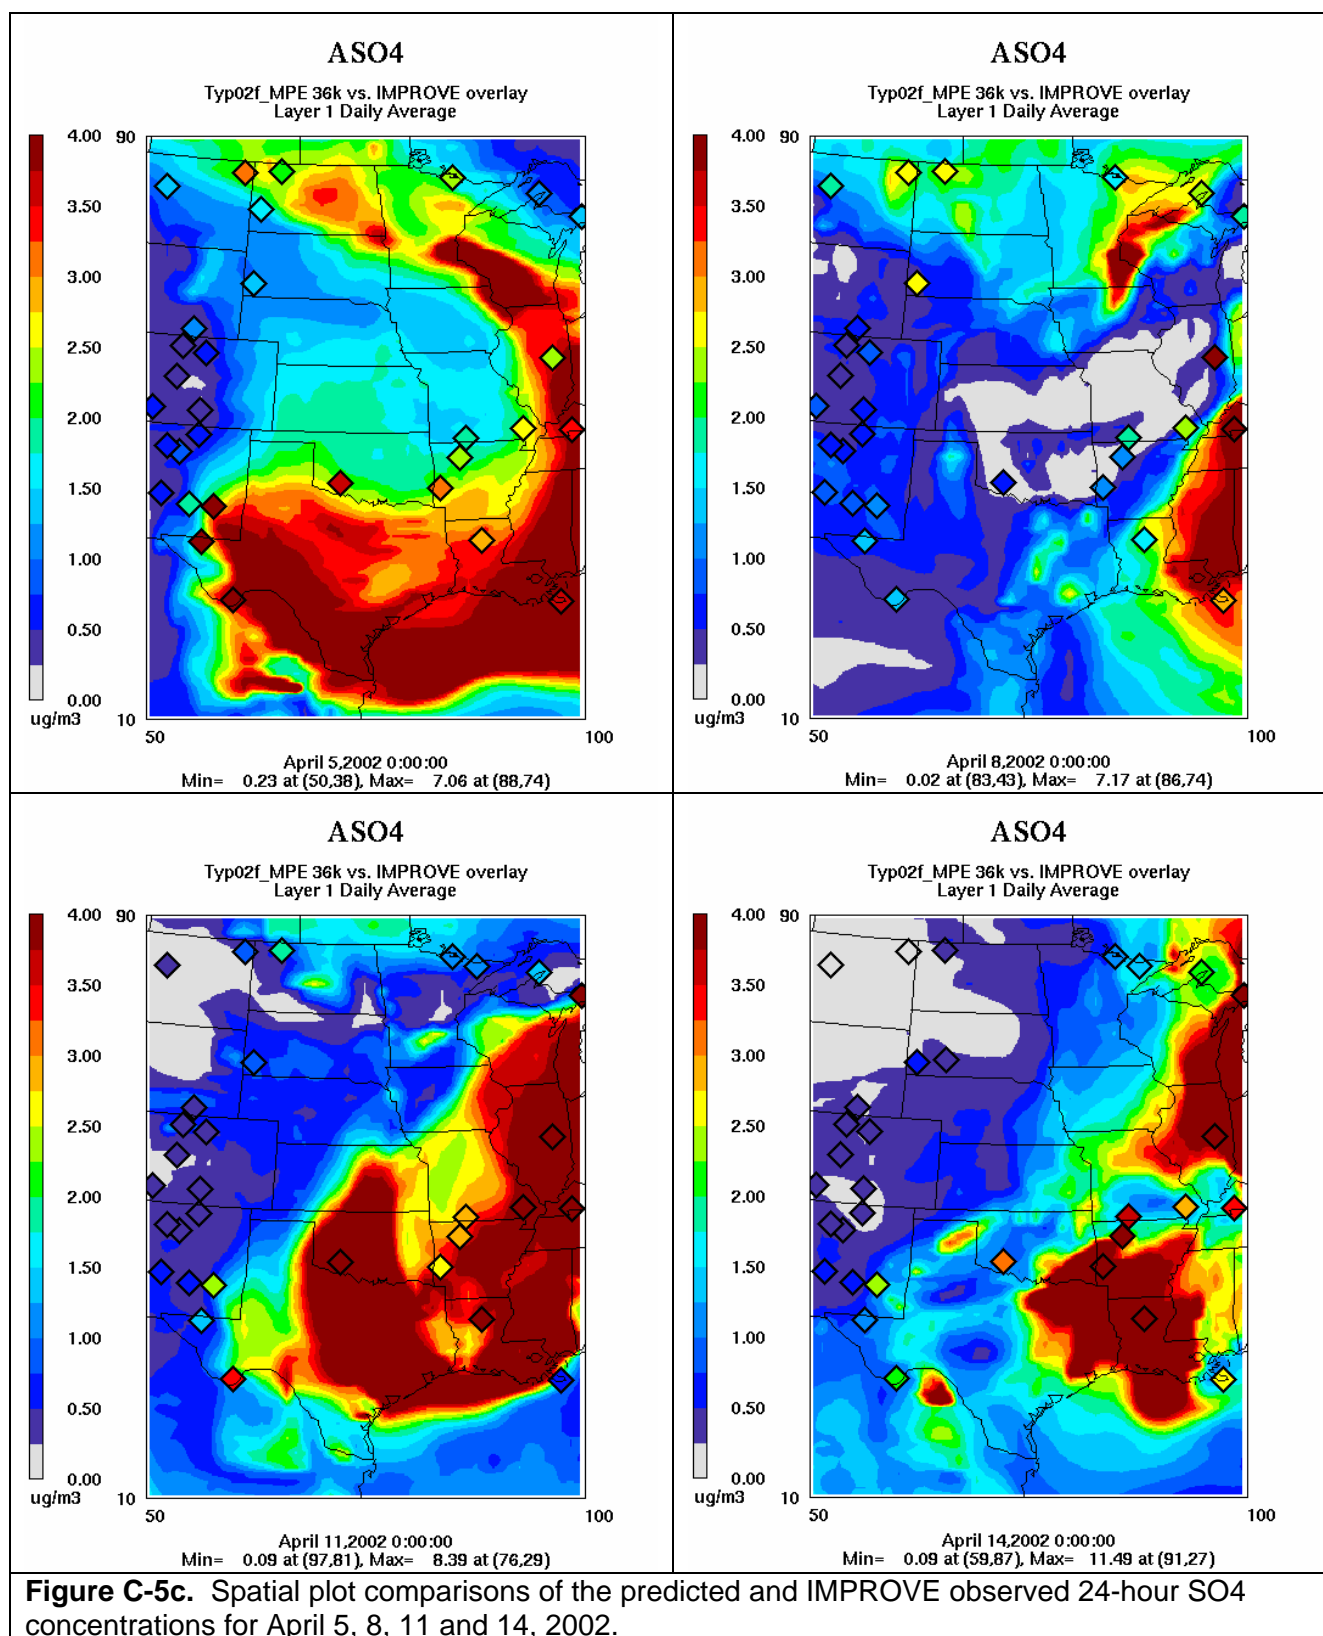 ASO4
Typ02f_MPE 36k vs. IMPROVE overlay
Layer 1 Daily Average
90
4.00
3.50
3.00
2.50
2.00
1.50
1.00
0.50
0.00
ug/m3
10
50
100
April 5,2002 0:00:00
Min= 0.23 at (50,38), Max= 7.06 at (88,74)
ASO4
Typ02f_MPE 36k vs. IMPROVE overlay
Layer 1 Daily Average
90
4.00
3.50
3.00
2.50
2.00
1.50
1.00
0.50
0.00
ug/m3
10
50
100
April 8,2002 0:00:00
Min= 0.02 at (83,43), Max= 7.17 at (86,74)
ASO4
Typ02f_MPE 36k vs. IMPROVE overlay
Layer 1 Daily Average
90
4.00
3.50
3.00
2.50
2.00
1.50
1.00
0.50
0.00
ug/m3
10
50
100
April 11,2002 0:00:00
Min= 0.09 at (97,81), Max= 8.39 at (76,29)
ASO4
Typ02f_MPE 36k vs. IMPROVE overlay
Layer 1 Daily Average
90
4.00
3.50
3.00
2.50
2.00
1.50
1.00
0.50
0.00
ug/m3
10
50
100
April 14,2002 0:00:00
Min= 0.09 at (59,87), Max= 11.49 at (91,27)
Figure C-5c. Spatial plot comparisons of the predicted and IMPROVE observed 24-hour SO4
concentrations for April 5, 8, 11 and 14, 2002.